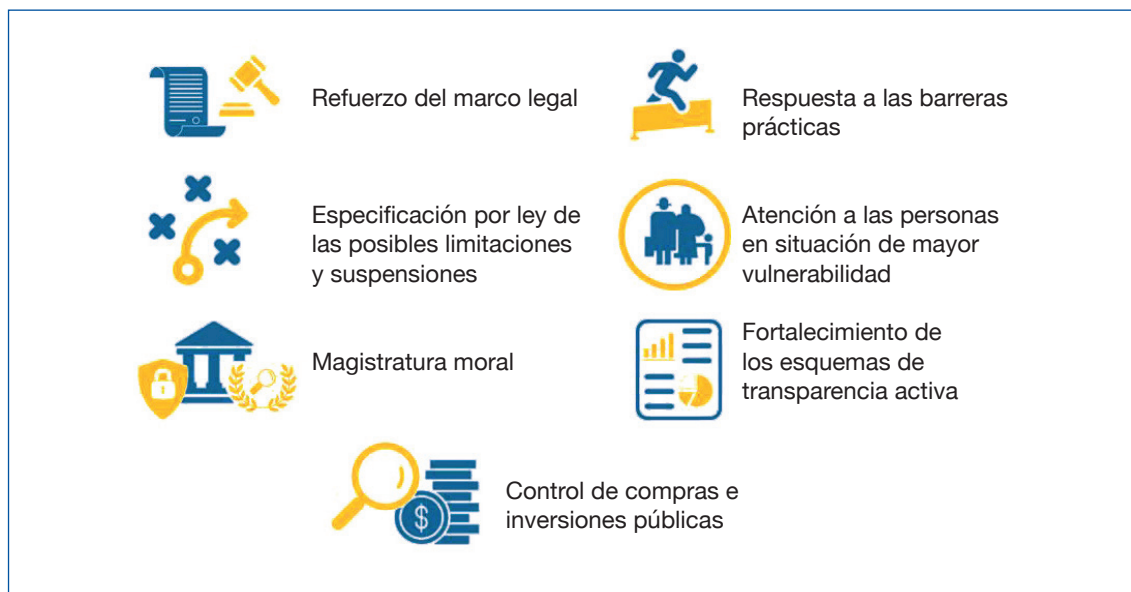 Refuerzo del marco legal
Respuesta a las barreras
prácticas
Especificación por ley de
las posibles limitaciones
y suspensiones
Atención a las personas
en situación de mayor
vulnerabilidad
Magistratura moral
Fortalecimiento de
los esquemas de
transparencia activa
$
Control de compras e
inversiones públicas